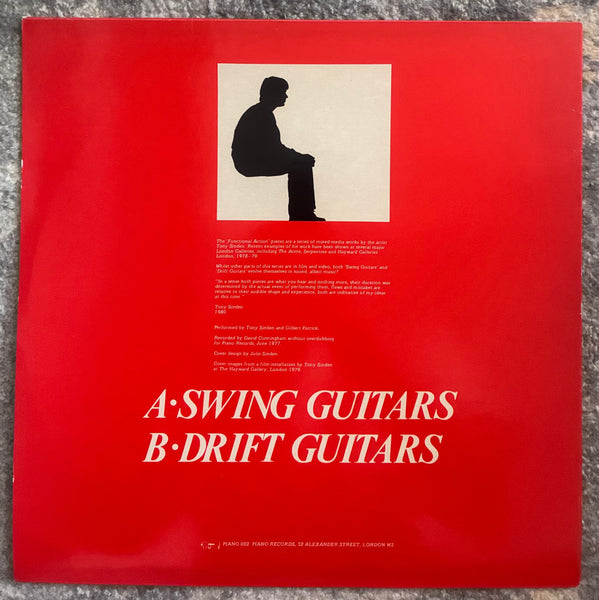 The 'Functional Action' pieces are a series of mixed-media works by the artist
Tony Sinden. Recent examples of his work have been shown at several major
London Galleries, including The Acme, Serpentine and Hayward Galleries
London, 1978-79.
Whilst other parts of this series are in film and video, both 'Swing Guitars' and
'Drift Guitars' evolve themselves in sound, albeit music?
"In a sense both pieces are what you hear and nothing more, their duration was
determined by the actual event of performing them, flaws and mistakes are
relative to their audible shape and experience, both are indicative of my ideas
at this time."
Tony Sinden
1980
Performed by Tony Sinden and Gilbert Patrick.
Recorded by David Cunningham without overdubbing
for Piano Records, June 1977.
Cover design by Julie Sinden.
Cover images from a film installation by Tony Sinden
at The Hayward Gallery, London 1979.
A·SWING GUITARS
B·DRIFT GUITARS
PIANO 002 PIANO RECORDS, 52 ALEXANDER STREET, LONDON W2